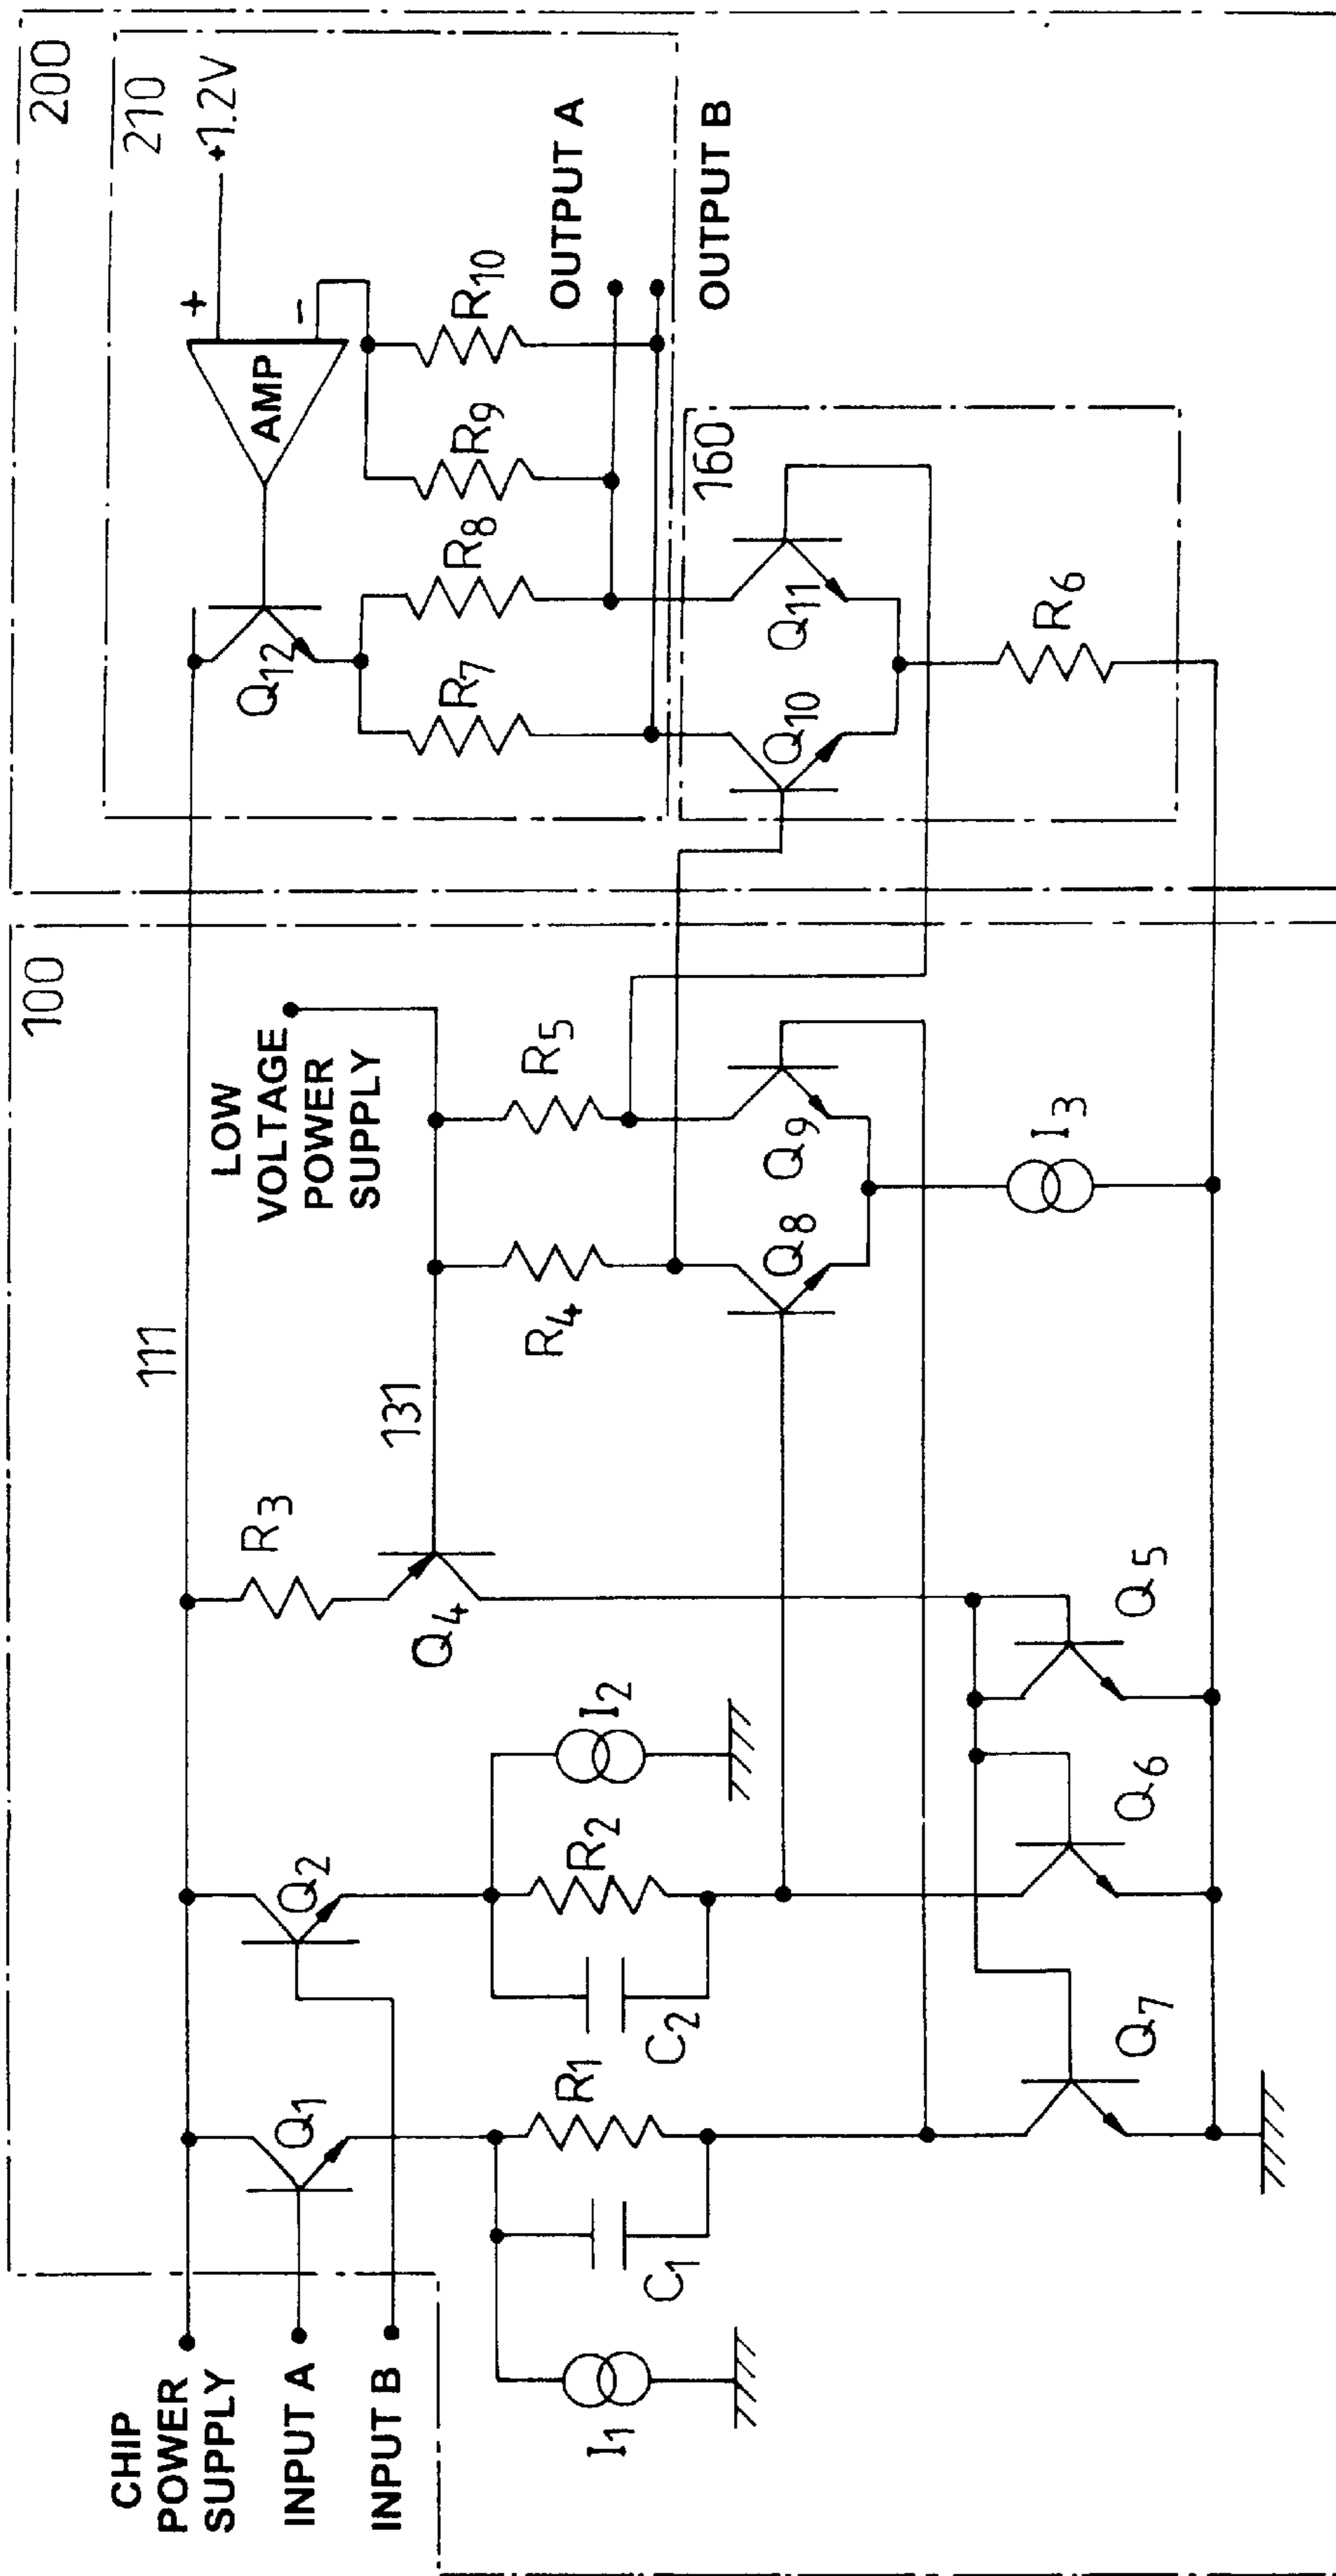 CHIP
POWER
SUPPLY
INPUT A
INPUT B
100
111
LOW
VOLTAGE
POWER
SUPPLY
131
Q1
Q2
R3
Q4
I1
C1
R1
C2
R2
I2
R4
R5
Q8
Q9
I3
Q7
Q6
Q5
200
210
+1.2V
+
-
AMP
Q12
R7
R8
R9
R10
OUTPUT A
OUTPUT B
160
Q10
Q11
R6